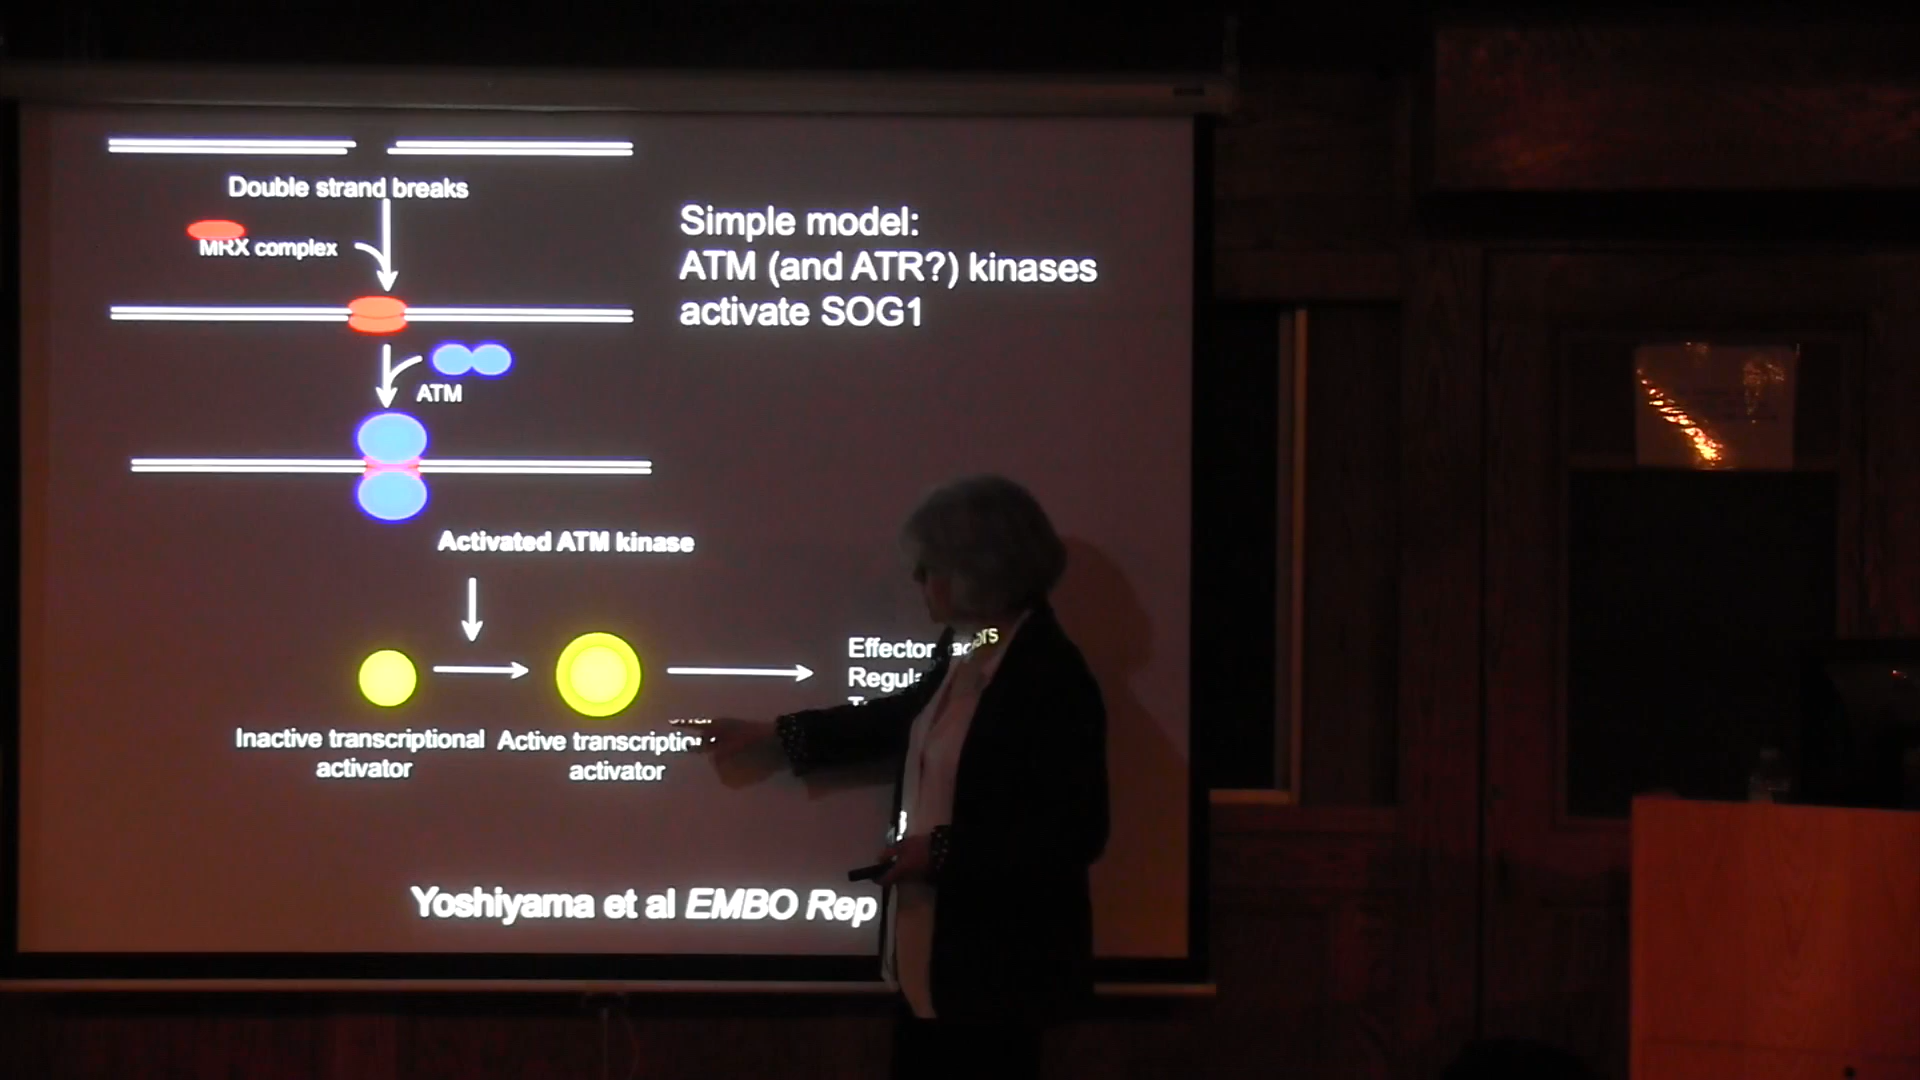 Double strand breaks
MRX complex
Simple model:
ATM (and ATR?) kinases
activate SOG1
ATM
Activated ATM kinase
Effector
Inactive transcriptional
activator
Active
activator
Yoshiyama et al EMBO Rep